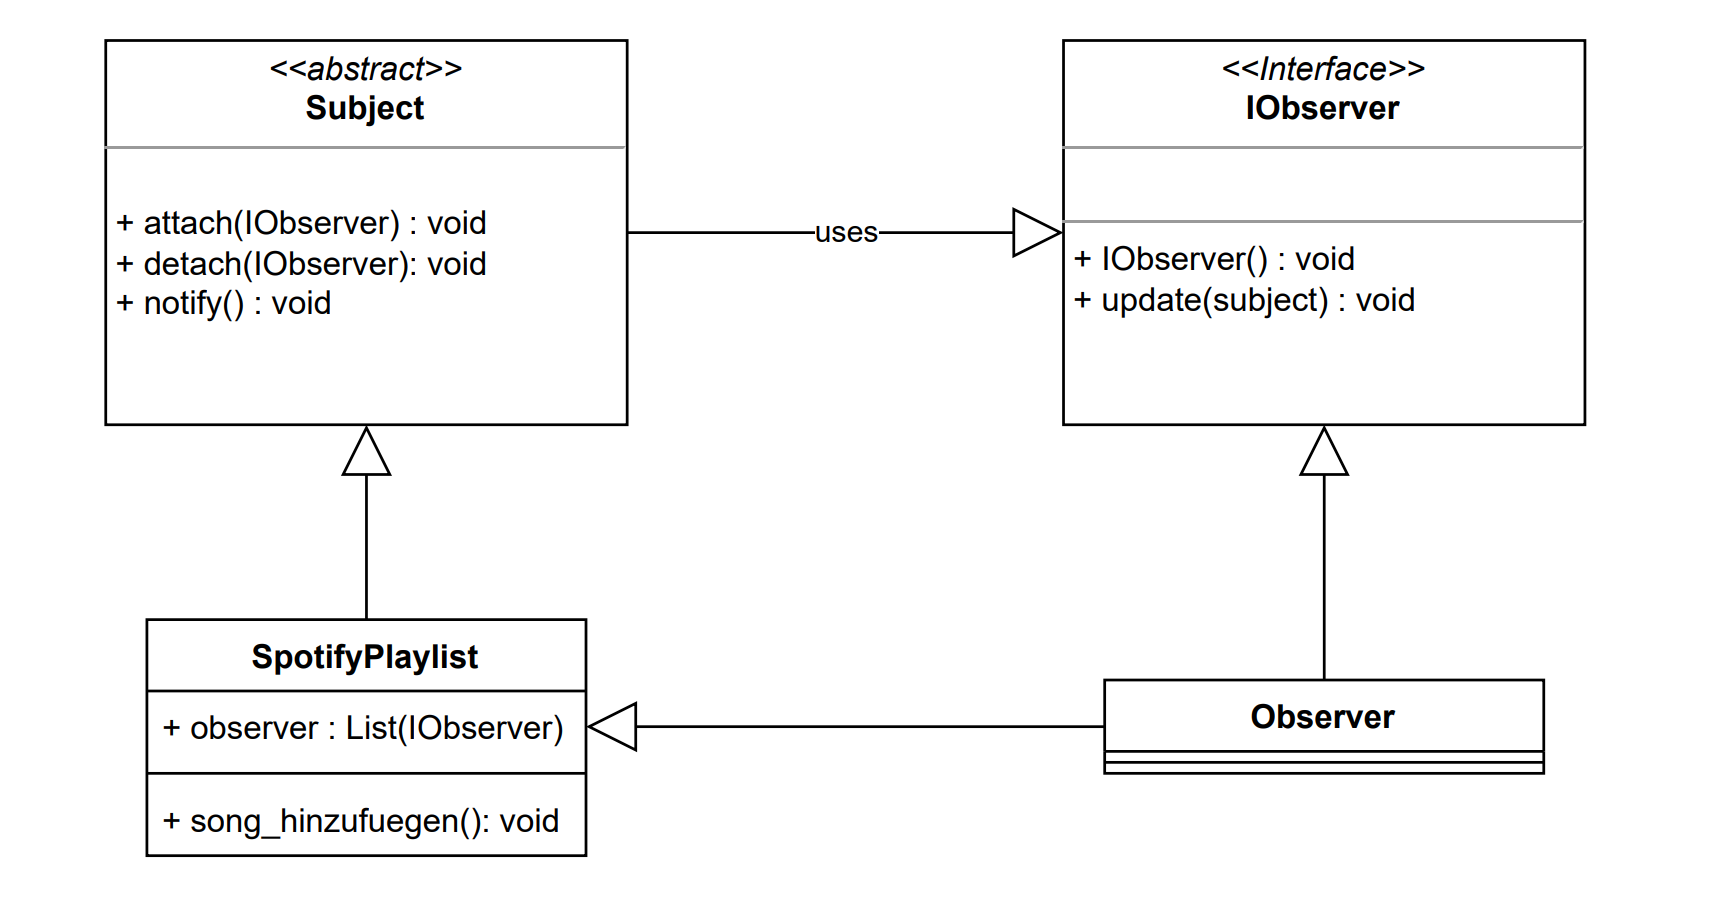 <<abstract>>
Subject
+ attach(IObserver) : void
+ detach(IObserver): void
+ notify() : void
uses
<<Interface>>
IObserver
+ IObserver() : void
+ update(subject) : void
SpotifyPlaylist
+ observer : List(IObserver)
+ song_hinzufuegen(): void
Observer